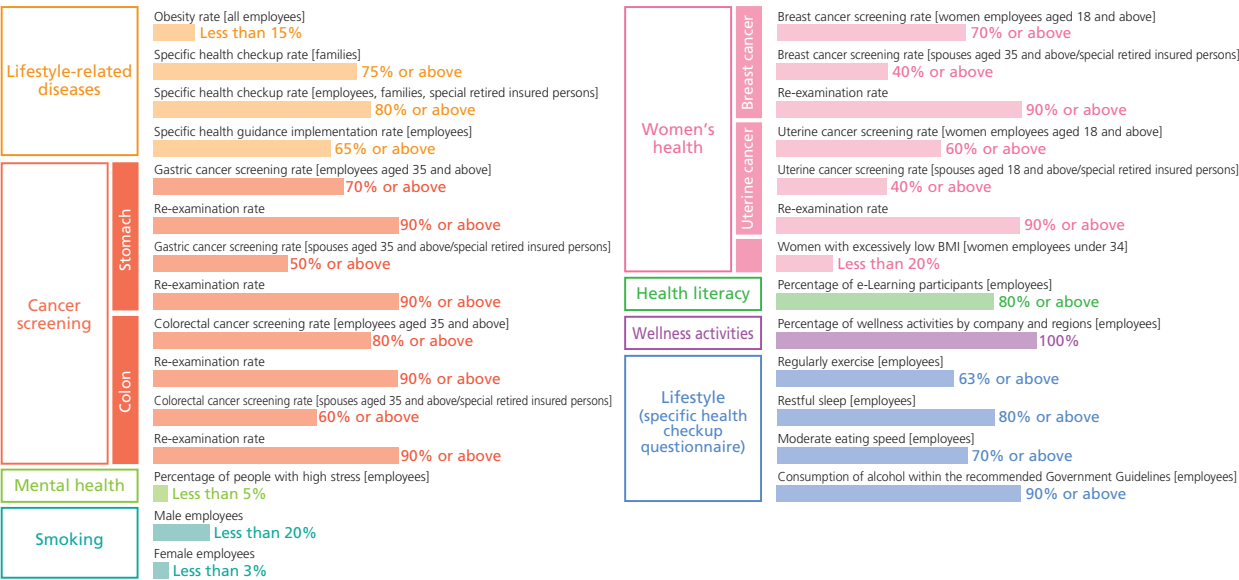 Lifestyle-related
diseases
Obesity rate [all employees]
Less than 15%
Specific health checkup rate [families]
75% or above
Specific health checkup rate [employees, families, special retired insured persons]
80% or above
Specific health guidance implementation rate [employees]
65% or above
Cancer
screening
Stomach
Gastric cancer screening rate [employees aged 35 and above]
70% or above
Re-examination rate
90% or above
Gastric cancer screening rate [spouses aged 35 and above/special retired insured persons]
50% or above
Re-examination rate
90% or above
Colon
Colorectal cancer screening rate [employees aged 35 and above]
80% or above
Re-examination rate
90% or above
Colorectal cancer screening rate [spouses aged 35 and above/special retired insured persons]
60% or above
Re-examination rate
90% or above
Mental health
Percentage of people with high stress [employees]
Less than 5%
Smoking
Male employees
Less than 20%
Female employees
Less than 3%
Women's
health
Breast cancer
Breast cancer screening rate [women employees aged 18 and above]
70% or above
Breast cancer screening rate [spouses aged 35 and above/special retired insured persons]
40% or above
Re-examination rate
90% or above
Uterine cancer
Uterine cancer screening rate [women employees aged 18 and above]
60% or above
Uterine cancer screening rate [spouses aged 18 and above/special retired insured persons]
40% or above
Re-examination rate
90% or above
Women with excessively low BMI [women employees under 34]
Less than 20%
Health literacy
Percentage of e-Learning participants [employees]
80% or above
Wellness activities
Percentage of wellness activities by company and regions [employees]
100%
Lifestyle
(specific health
checkup
questionnaire)
Regularly exercise [employees]
63% or above
Restful sleep [employees]
80% or above
Moderate eating speed [employees]
70% or above
Consumption of alcohol within the recommended Government Guidelines [employees]
90% or above